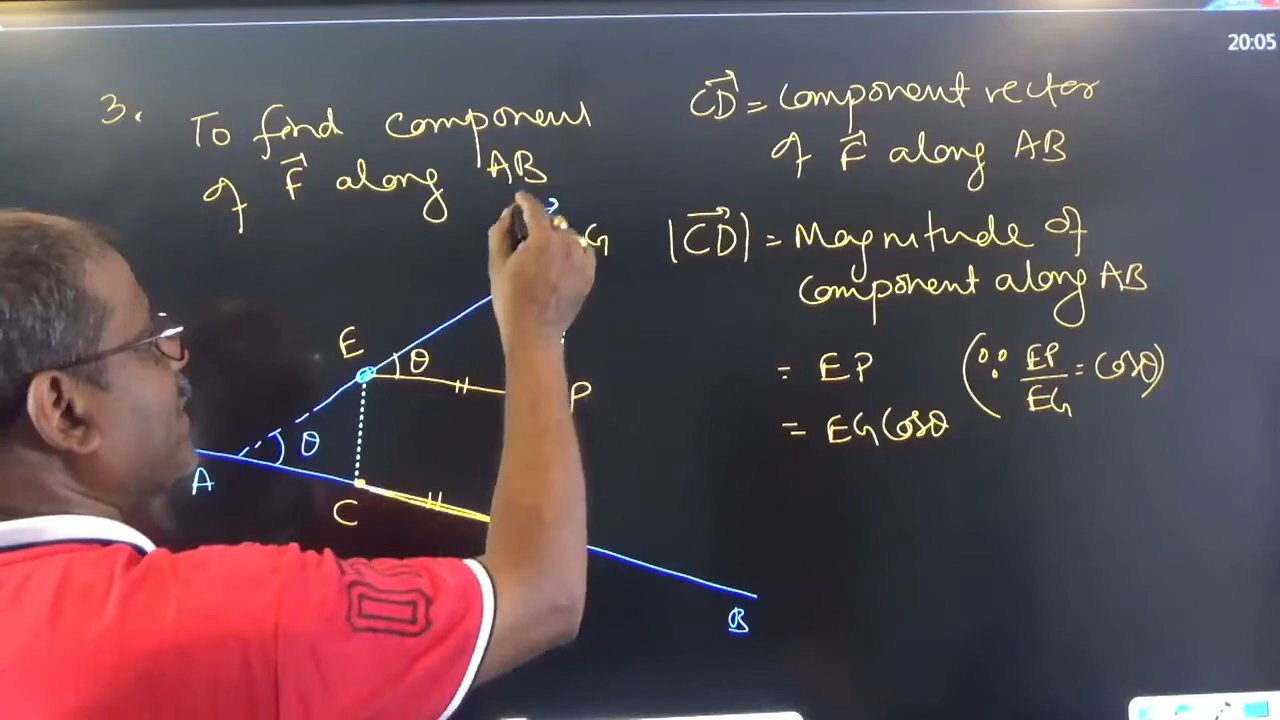 20:05
3. To find component
of F⃗ along AB
CD⃗ = Component vector
of F⃗ along AB
|CD⃗| = Magnitude of
component along AB
= EP (∵ EP/EG = Cosθ)
= EG Cosθ
G
E
θ
P
θ
A
C
B